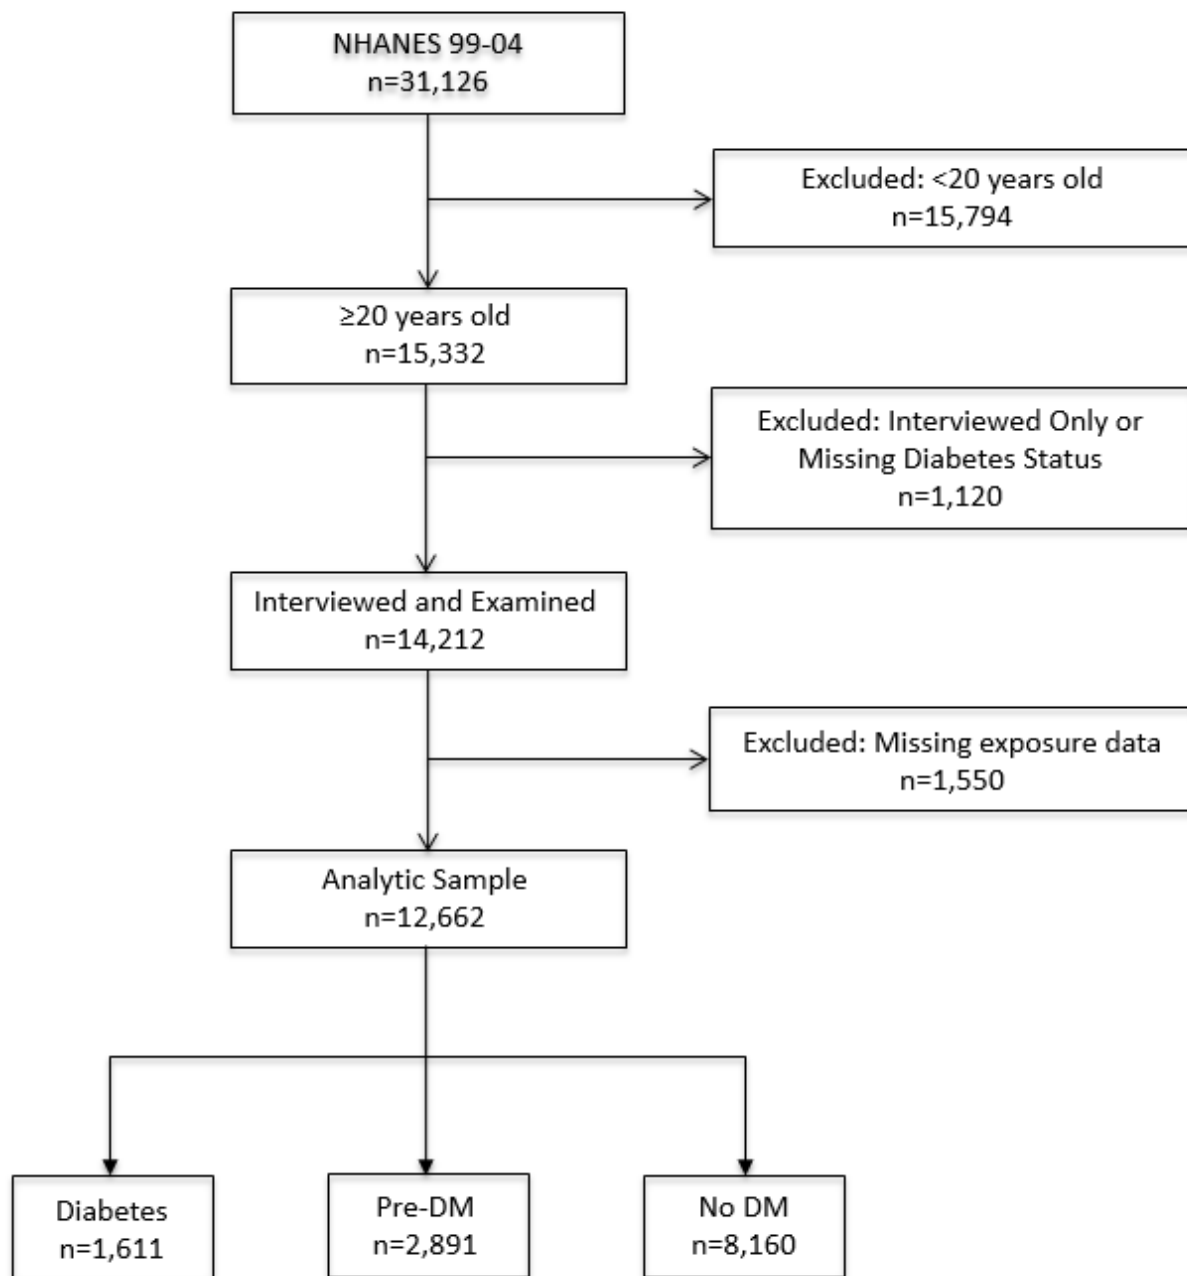 NHANES 99-04
n=31,126
Excluded: <20 years old
n=15,794
≥20 years old
n=15,332
Excluded: Interviewed Only or
Missing Diabetes Status
n=1,120
Interviewed and Examined
n=14,212
Excluded: Missing exposure data
n=1,550
Analytic Sample
n=12,662
Diabetes
n=1,611
Pre-DM
n=2,891
No DM
n=8,160